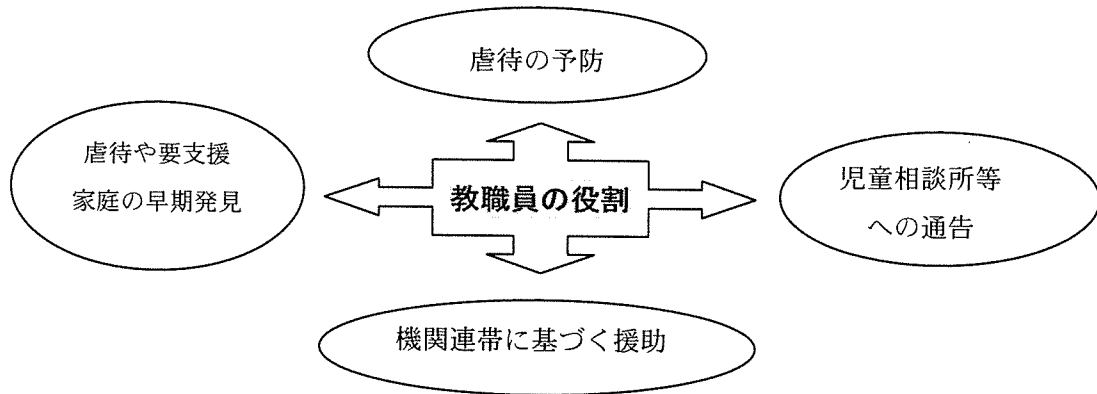 虐待の予防
虐待や要支援
家庭の早期発見
教職員の役割
児童相談所等
への通告
機関連帯に基づく援助